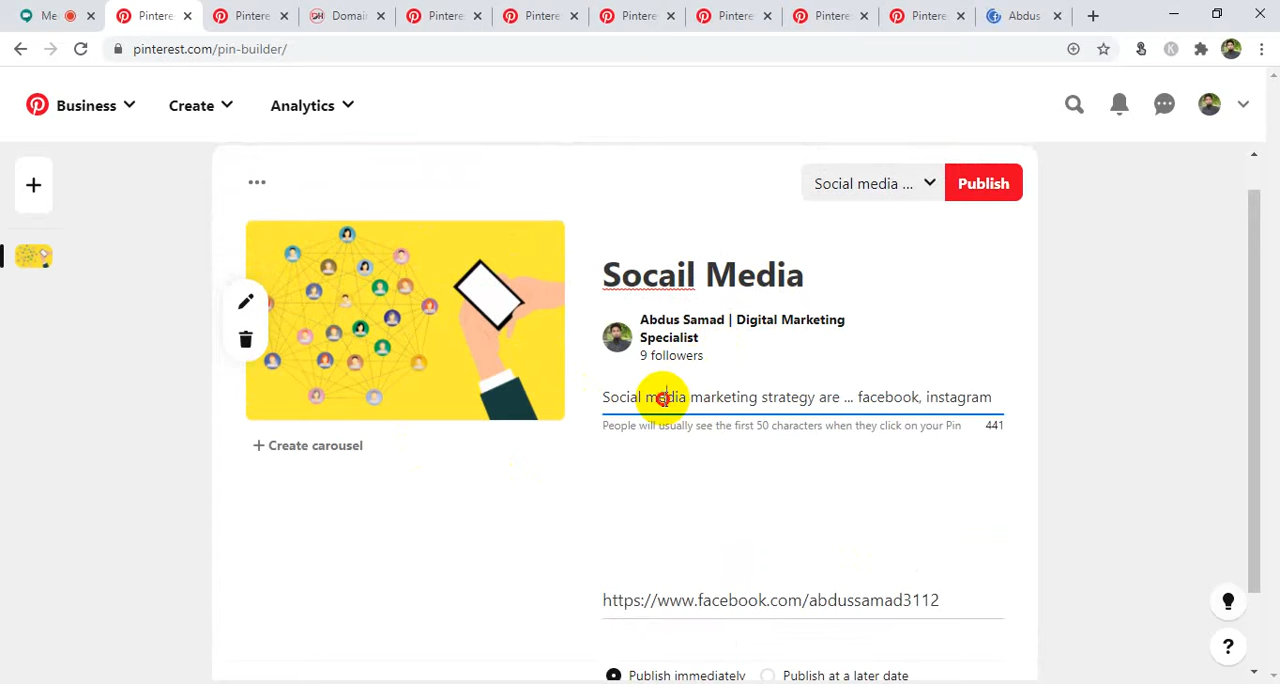 Me
Pintere
Pintere
Domai
Pintere
Pintere
Pintere
Pintere
Pintere
Pintere
Abdus
pinterest.com/pin-builder/
K
Business
Create
Analytics
Social media ...
Publish
Socail Media
Abdus Samad | Digital Marketing
Specialist
9 followers
Social media marketing strategy are ... facebook, instagram
People will usually see the first 50 characters when they click on your Pin
441
+ Create carousel
https://www.facebook.com/abdussamad3112
Publish immediately
Publish at a later date
?